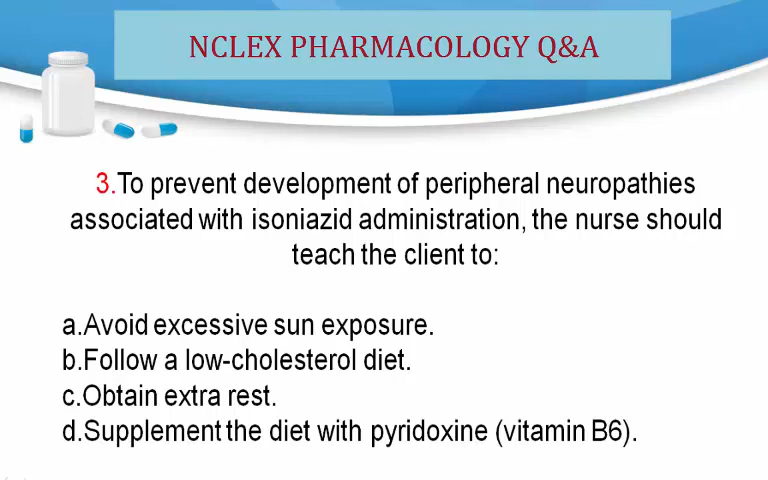 NCLEX PHARMACOLOGY Q&A
3.To prevent development of peripheral neuropathies
associated with isoniazid administration, the nurse should
teach the client to:
a.Avoid excessive sun exposure.
b.Follow a low-cholesterol diet.
c.Obtain extra rest.
d.Supplement the diet with pyridoxine (vitamin B6).